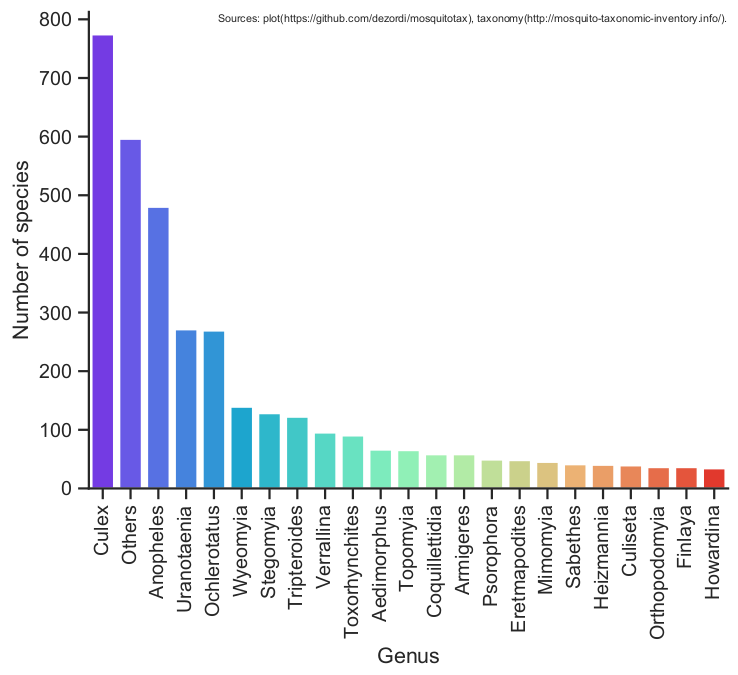 Sources: plot(https://github.com/dezordi/mosquitotax), taxonomy(http://mosquito-taxonomic-inventory.info/).
Number of species
800
700
600
500
400
300
200
100
0
Culex
Others
Anopheles
Uranotaenia
Ochlerotatus
Wyeomyia
Stegomyia
Tripteroides
Verrallina
Toxorhynchites
Aedimorphus
Topomyia
Coquillettidia
Armigeres
Psorophora
Eretmapodites
Mimomyia
Sabethes
Heizmannia
Culiseta
Orthopodomyia
Finlaya
Howardina
Genus